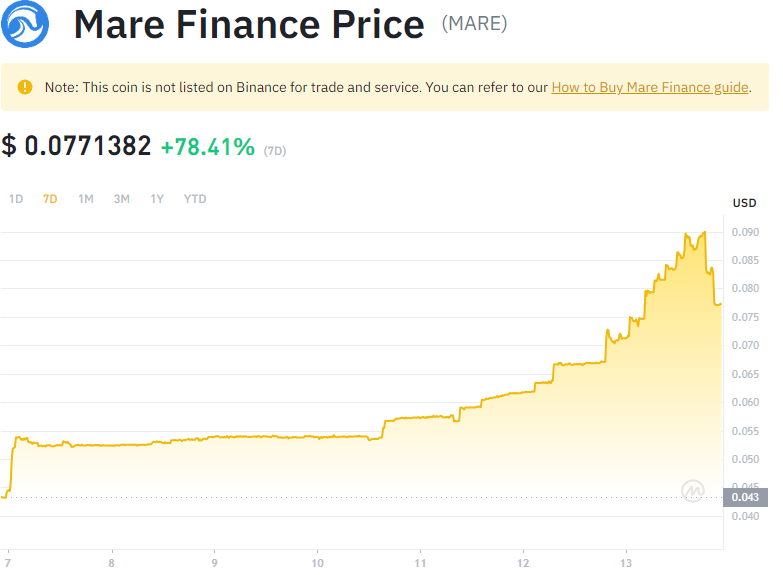 Mare Finance Price (MARE)
Note: This coin is not listed on Binance for trade and service. You can refer to our How to Buy Mare Finance guide.
$ 0.0771382 +78.41% (7D)
1D 7D 1M 3M 1Y YTD
USD
0.090
0.085
0.080
0.075
0.070
0.065
0.060
0.055
0.050
0.045
0.043
0.040
7 8 9 10 11 12 13